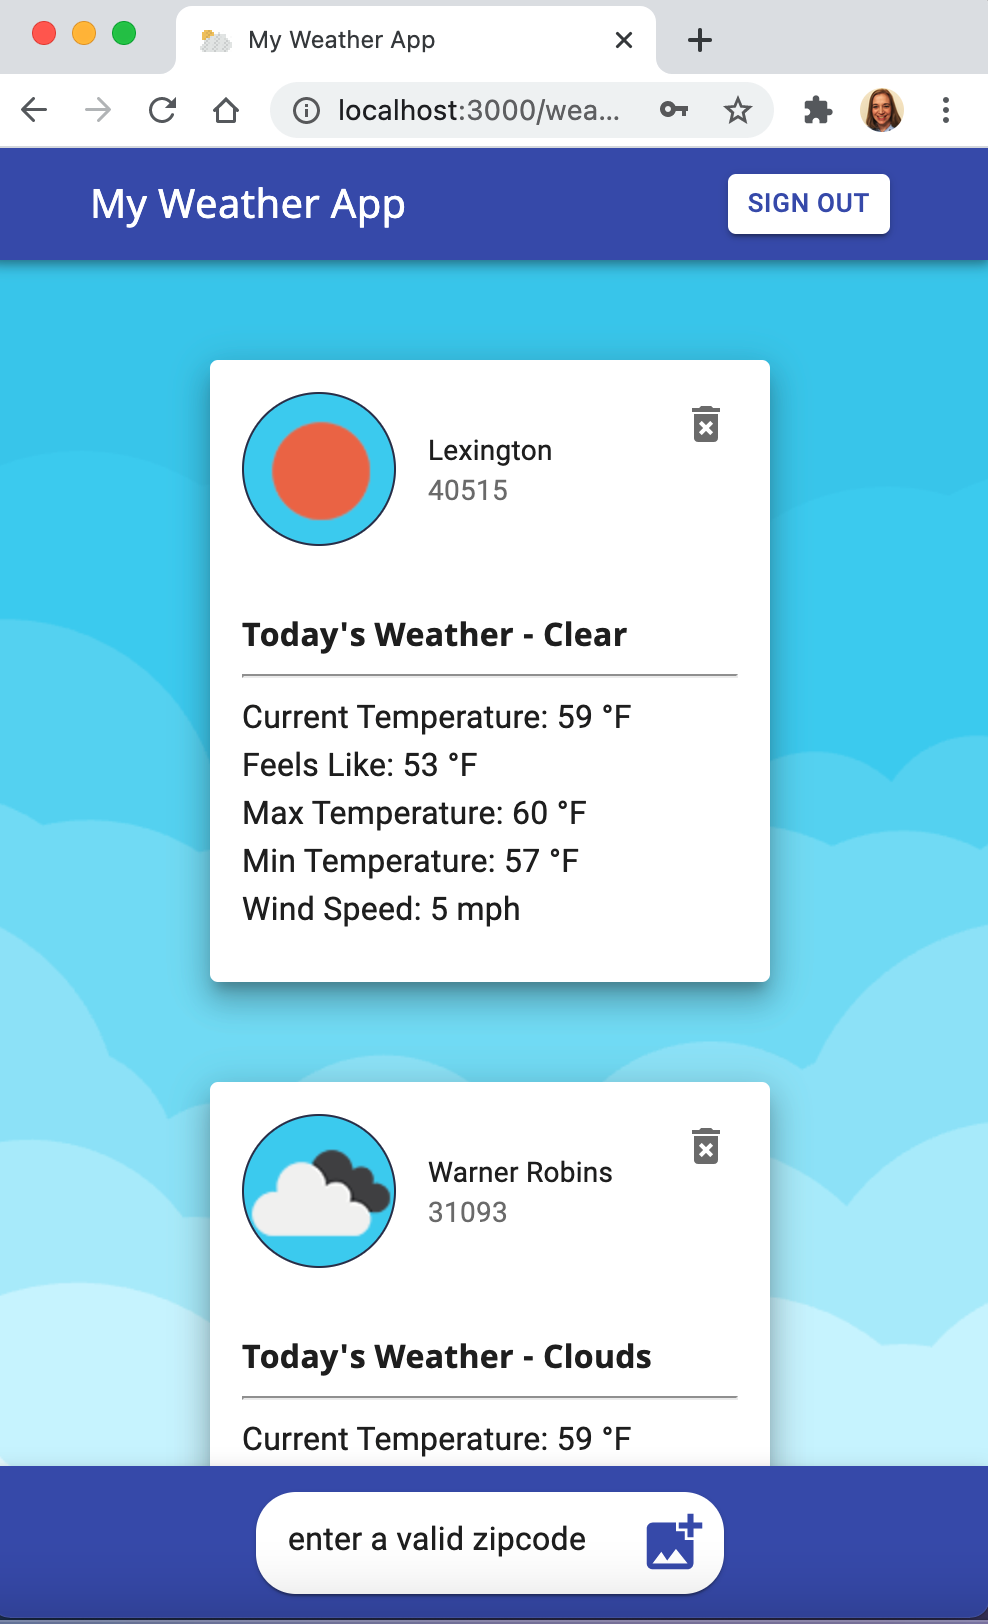 My Weather App
localhost:3000/wea...
My Weather App
SIGN OUT
Lexington
40515
Today's Weather - Clear
Current Temperature: 59 °F
Feels Like: 53 °F
Max Temperature: 60 °F
Min Temperature: 57 °F
Wind Speed: 5 mph
Warner Robins
31093
Today's Weather - Clouds
Current Temperature: 59 °F
enter a valid zipcode